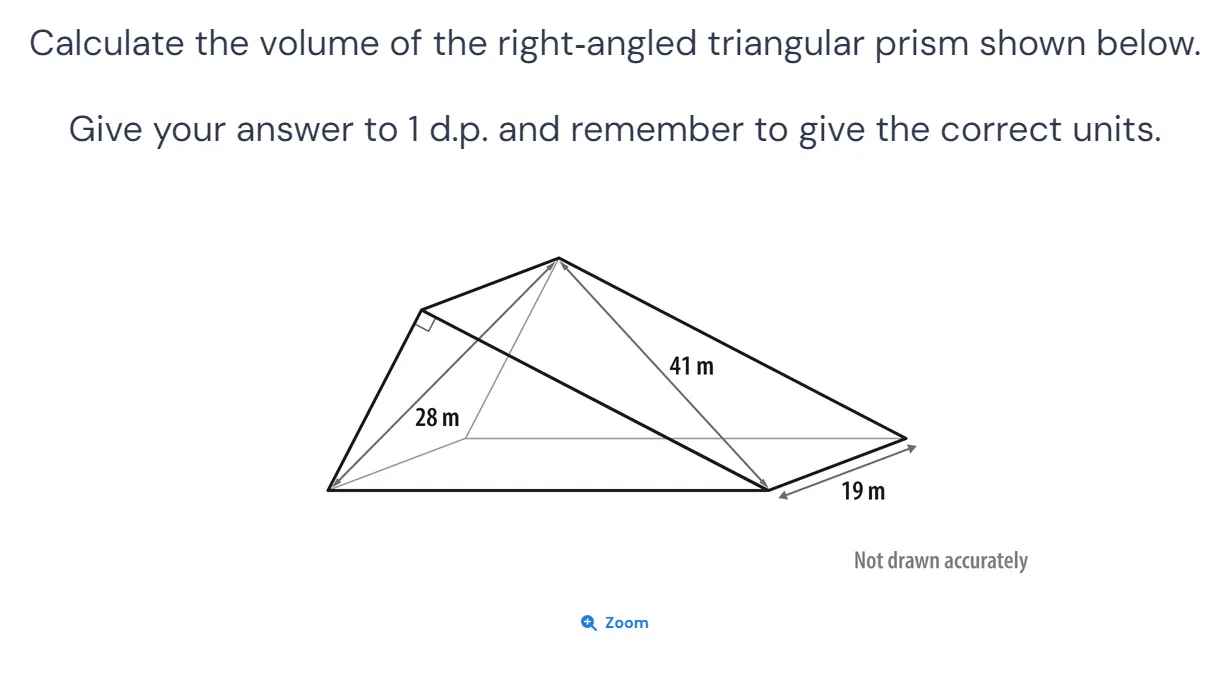 Calculate the volume of the right-angled triangular prism shown below.
Give your answer to 1 d.p. and remember to give the correct units.
41 m
28 m
19 m
Not drawn accurately
Zoom